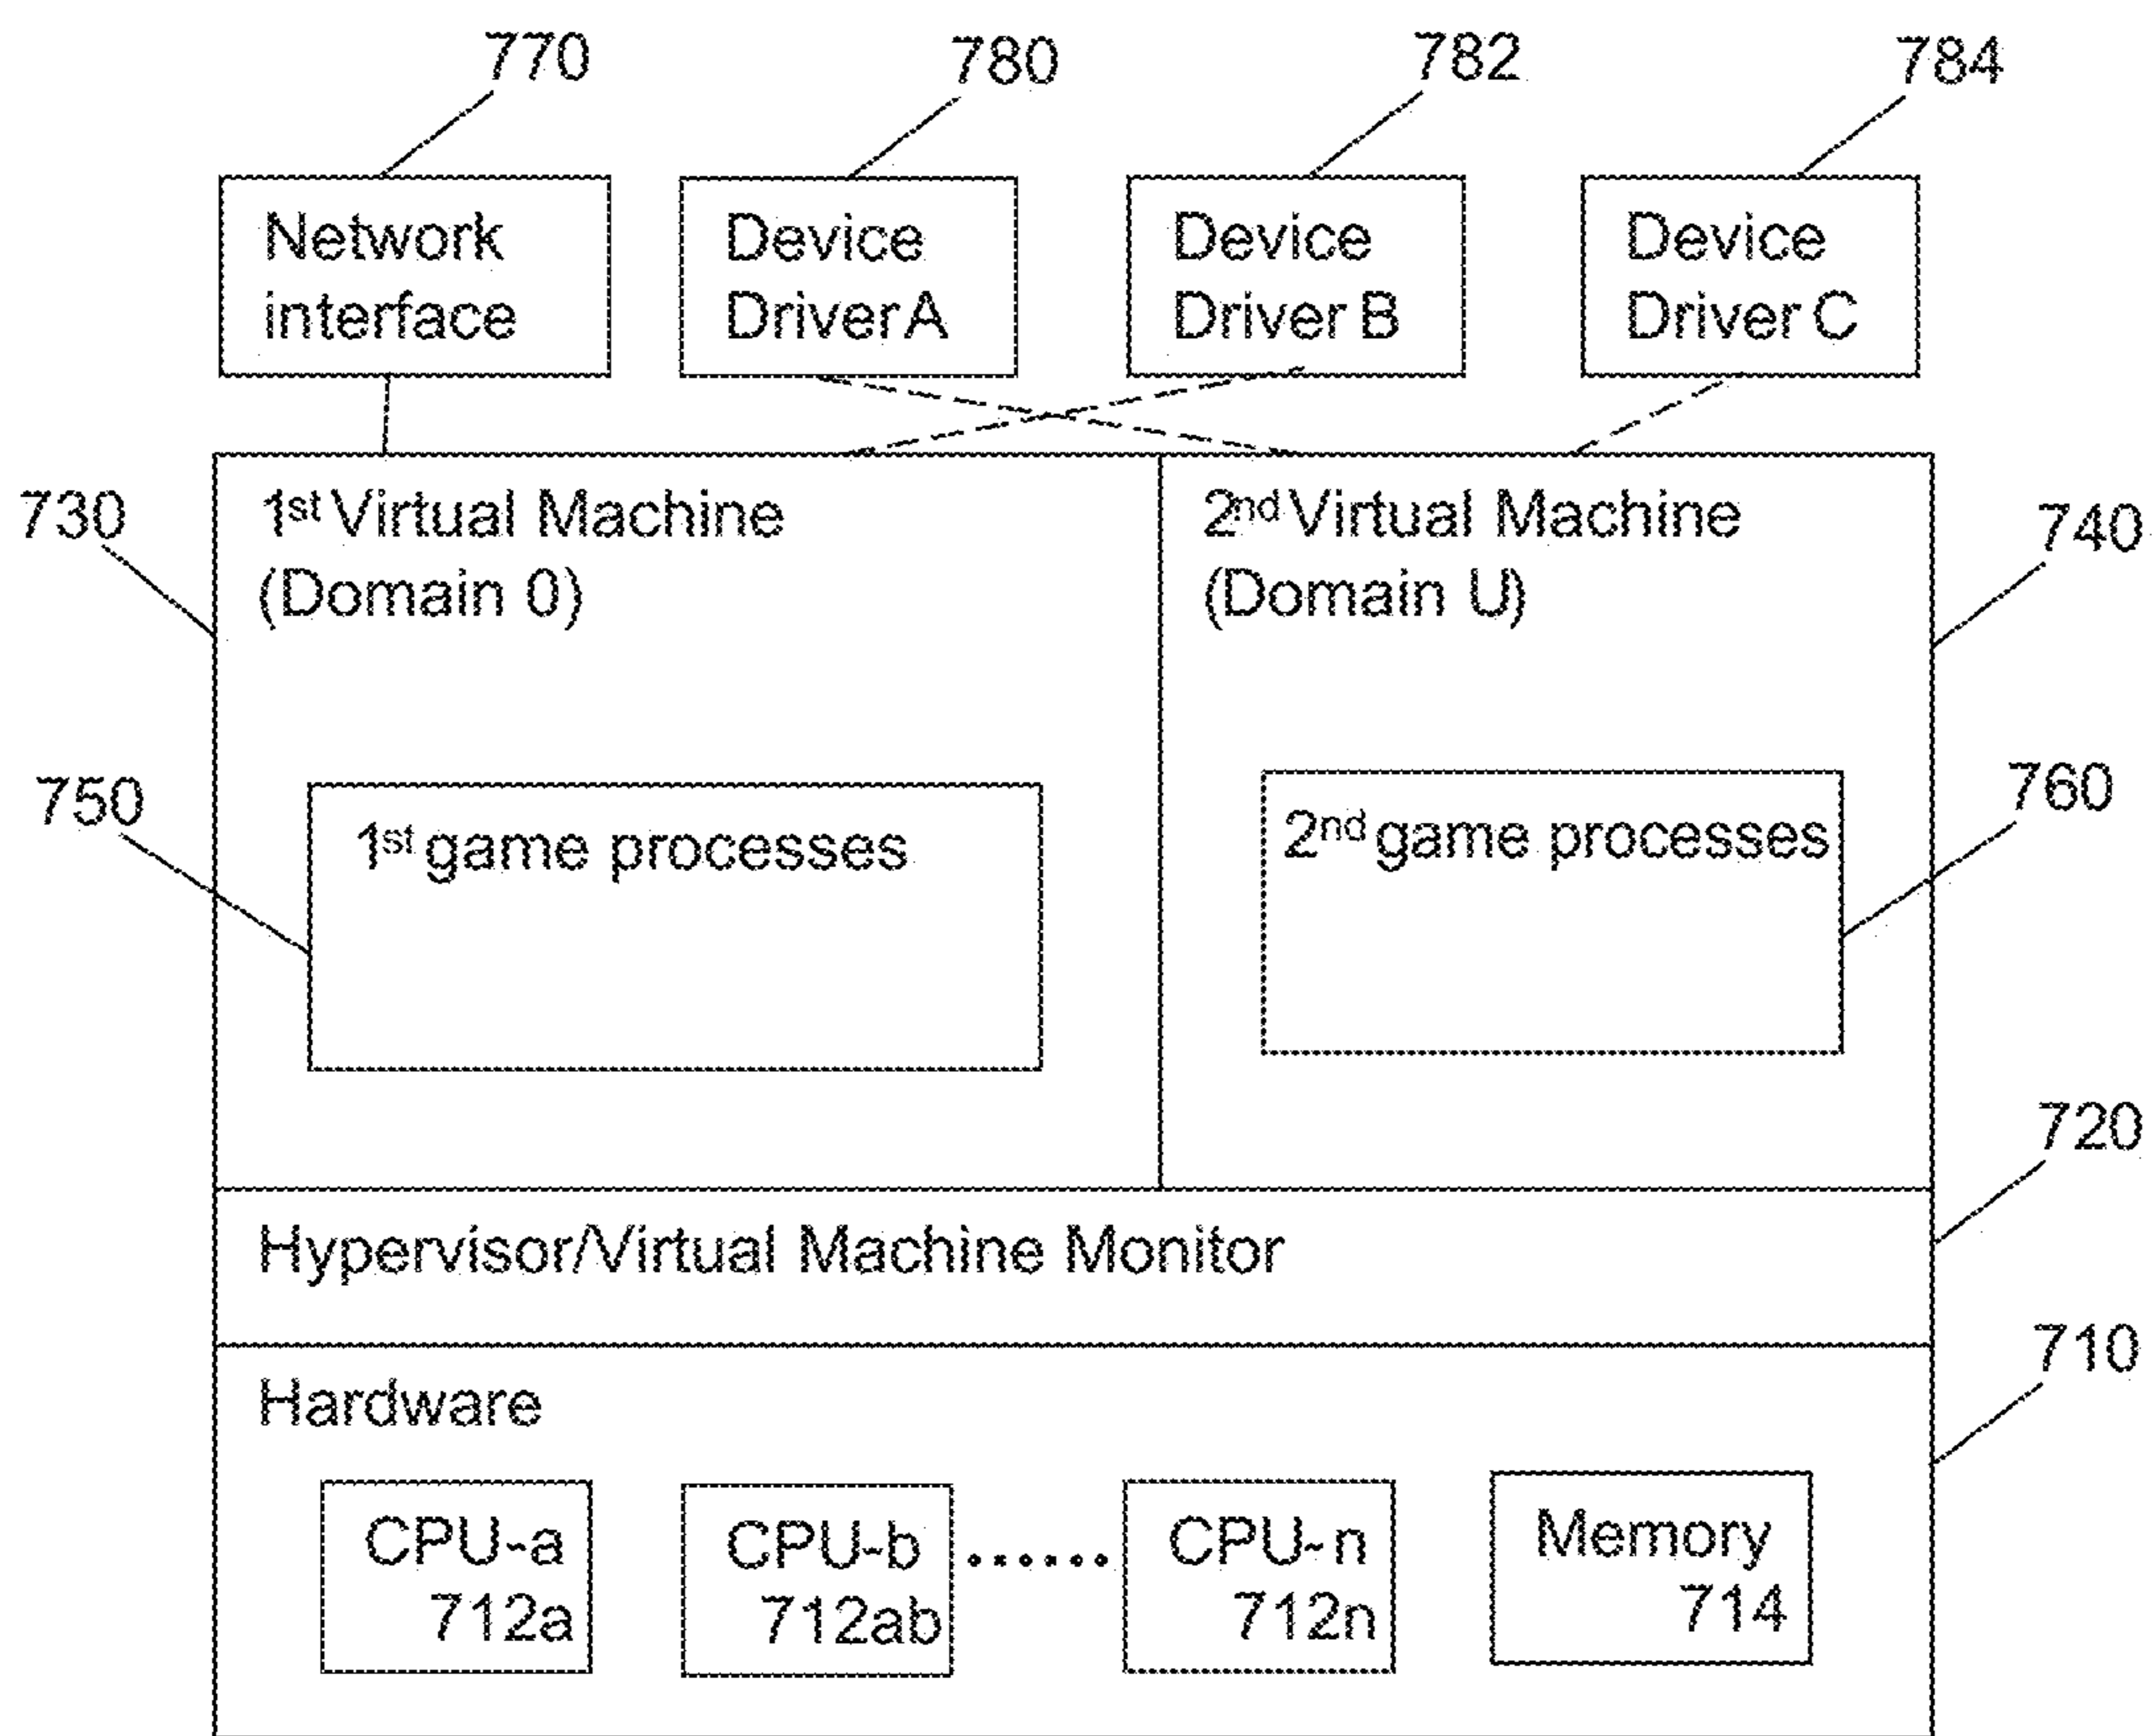 770
780
782
784
Network
interface
Device
Driver A
Device
Driver B
Device
Driver C
730
1st Virtual Machine
(Domain 0)
2nd Virtual Machine
(Domain U)
740
750
1st game processes
2nd game processes
760
720
Hypervisor/Virtual Machine Monitor
710
Hardware
CPU-a
712a
CPU-b
712ab
......
CPU-n
712n
Memory
714